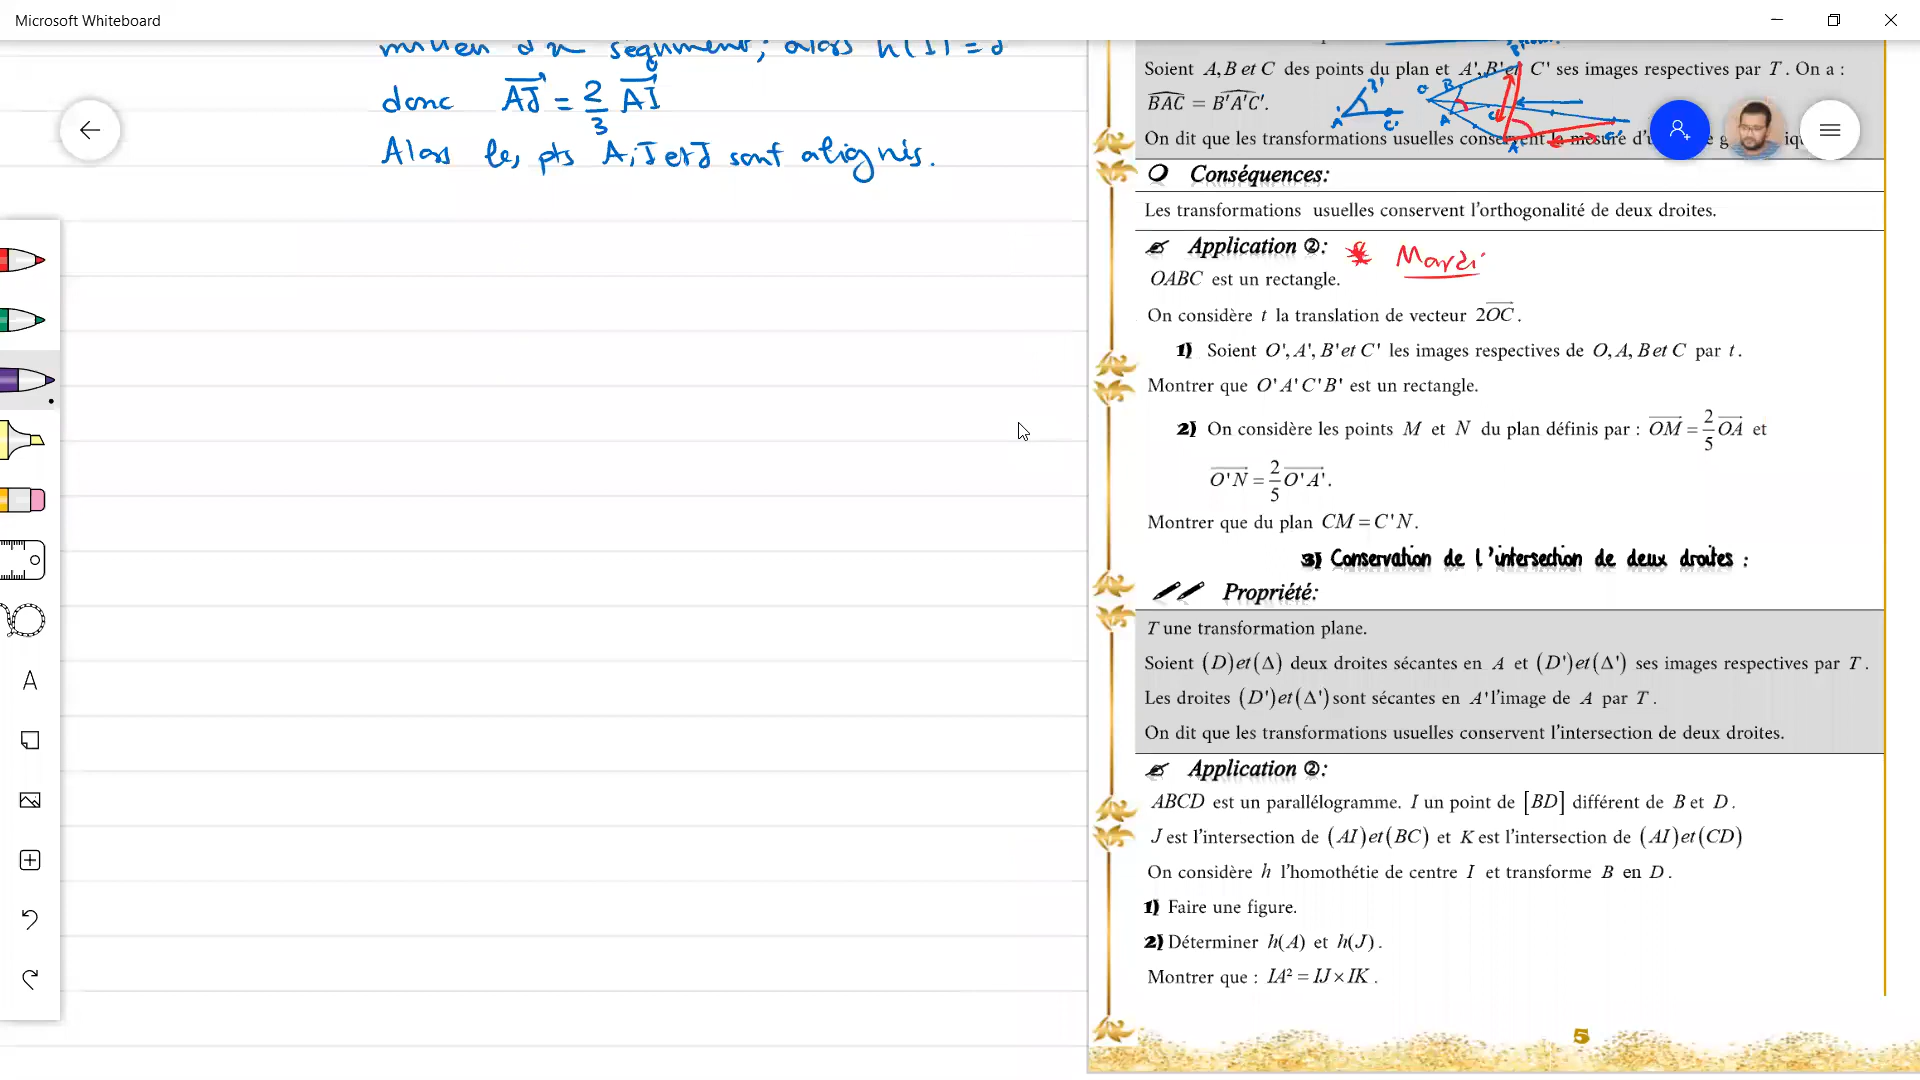 Microsoft Whiteboard
milieu d'un segment, alors h(I) = J
donc AJ = 2/3 AI
Alors les pts A, I et J sont alignés.
Soient A, B et C des points du plan et A', B' et C' ses images respectives par T. On a :
BAC = B'A'C'.
On dit que les transformations usuelles conservent la mesure
Conséquences:
Les transformations usuelles conservent l'orthogonalité de deux droites.
Application ②: Mardi
OABC est un rectangle.
On considère t la translation de vecteur 2OC.
1) Soient O', A', B' et C' les images respectives de O, A, B et C par t.
Montrer que O'A'C'B' est un rectangle.
2) On considère les points M et N du plan définis par : OM = 2/5 OA et
O'N = 2/5 O'A'.
Montrer que du plan CM = C'N.
3) Conservation de l'intersection de deux droites :
Propriété:
T une transformation plane.
Soient (D) et (Δ) deux droites sécantes en A et (D') et (Δ') ses images respectives par T.
Les droites (D') et (Δ') sont sécantes en A' l'image de A par T.
On dit que les transformations usuelles conservent l'intersection de deux droites.
Application ②:
ABCD est un parallélogramme. I un point de [BD] différent de B et D.
J est l'intersection de (AI) et (BC) et K est l'intersection de (AI) et (CD)
On considère h l'homothétie de centre I et transforme B en D.
1) Faire une figure.
2) Déterminer h(A) et h(J).
Montrer que : IA² = IJ × IK.
5